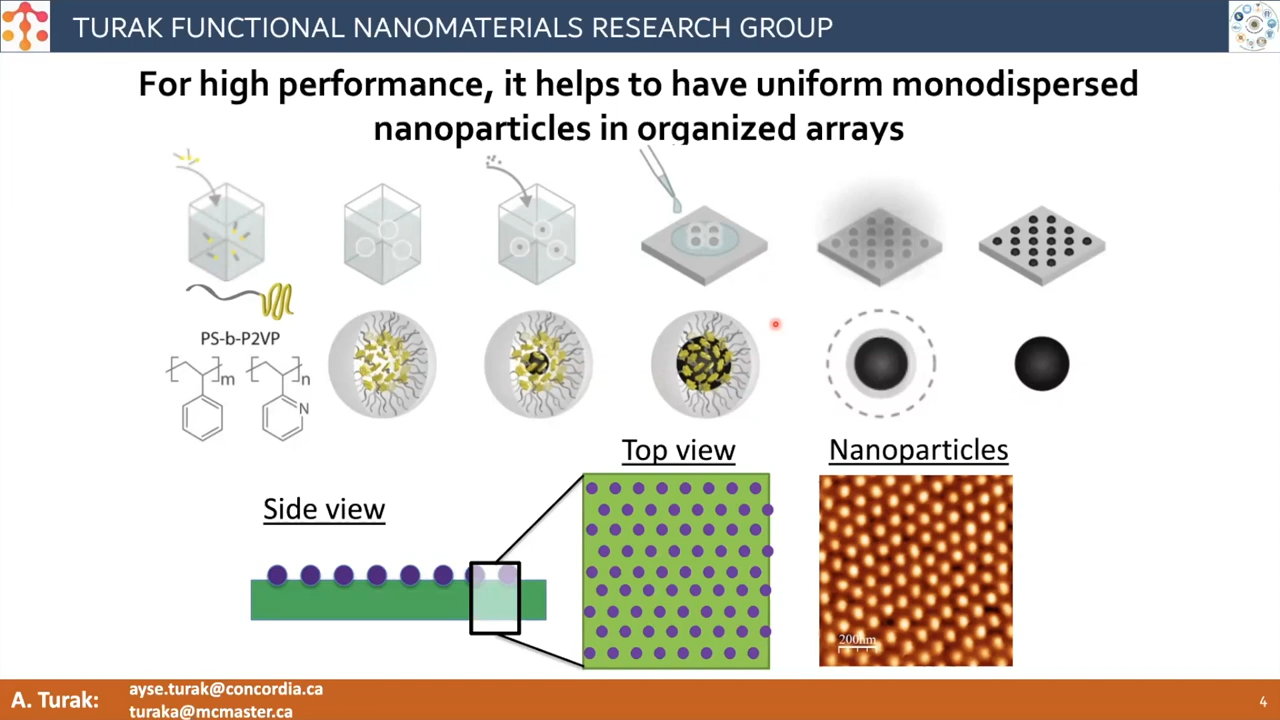 TURAK FUNCTIONAL NANOMATERIALS RESEARCH GROUP
For high performance, it helps to have uniform monodispersed
nanoparticles in organized arrays
PS-b-P2VP
m
n
N
Top view
Nanoparticles
Side view
200nm
A. Turak:
ayse.turak@concordia.ca
turaka@mcmaster.ca
4